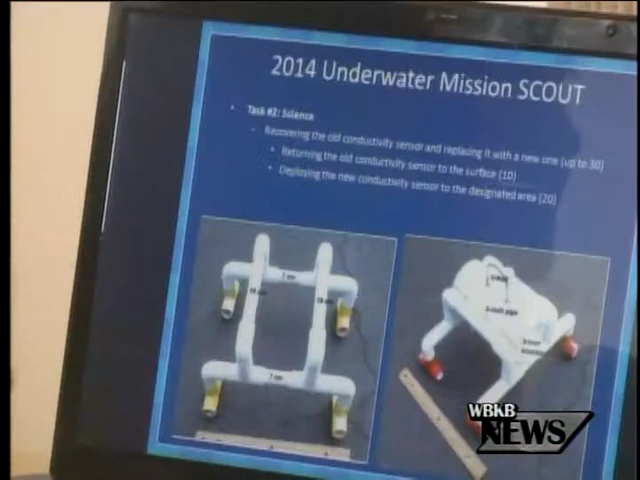 2014 Underwater Mission SCOUT
• Task #2: Science
– Recovering the old conductivity sensor and replacing it with a new one (up to 30)
• Returning the old conductivity sensor to the surface (10)
• Deploying the new conductivity sensor to the designated area (20)
WBKB
NEWS